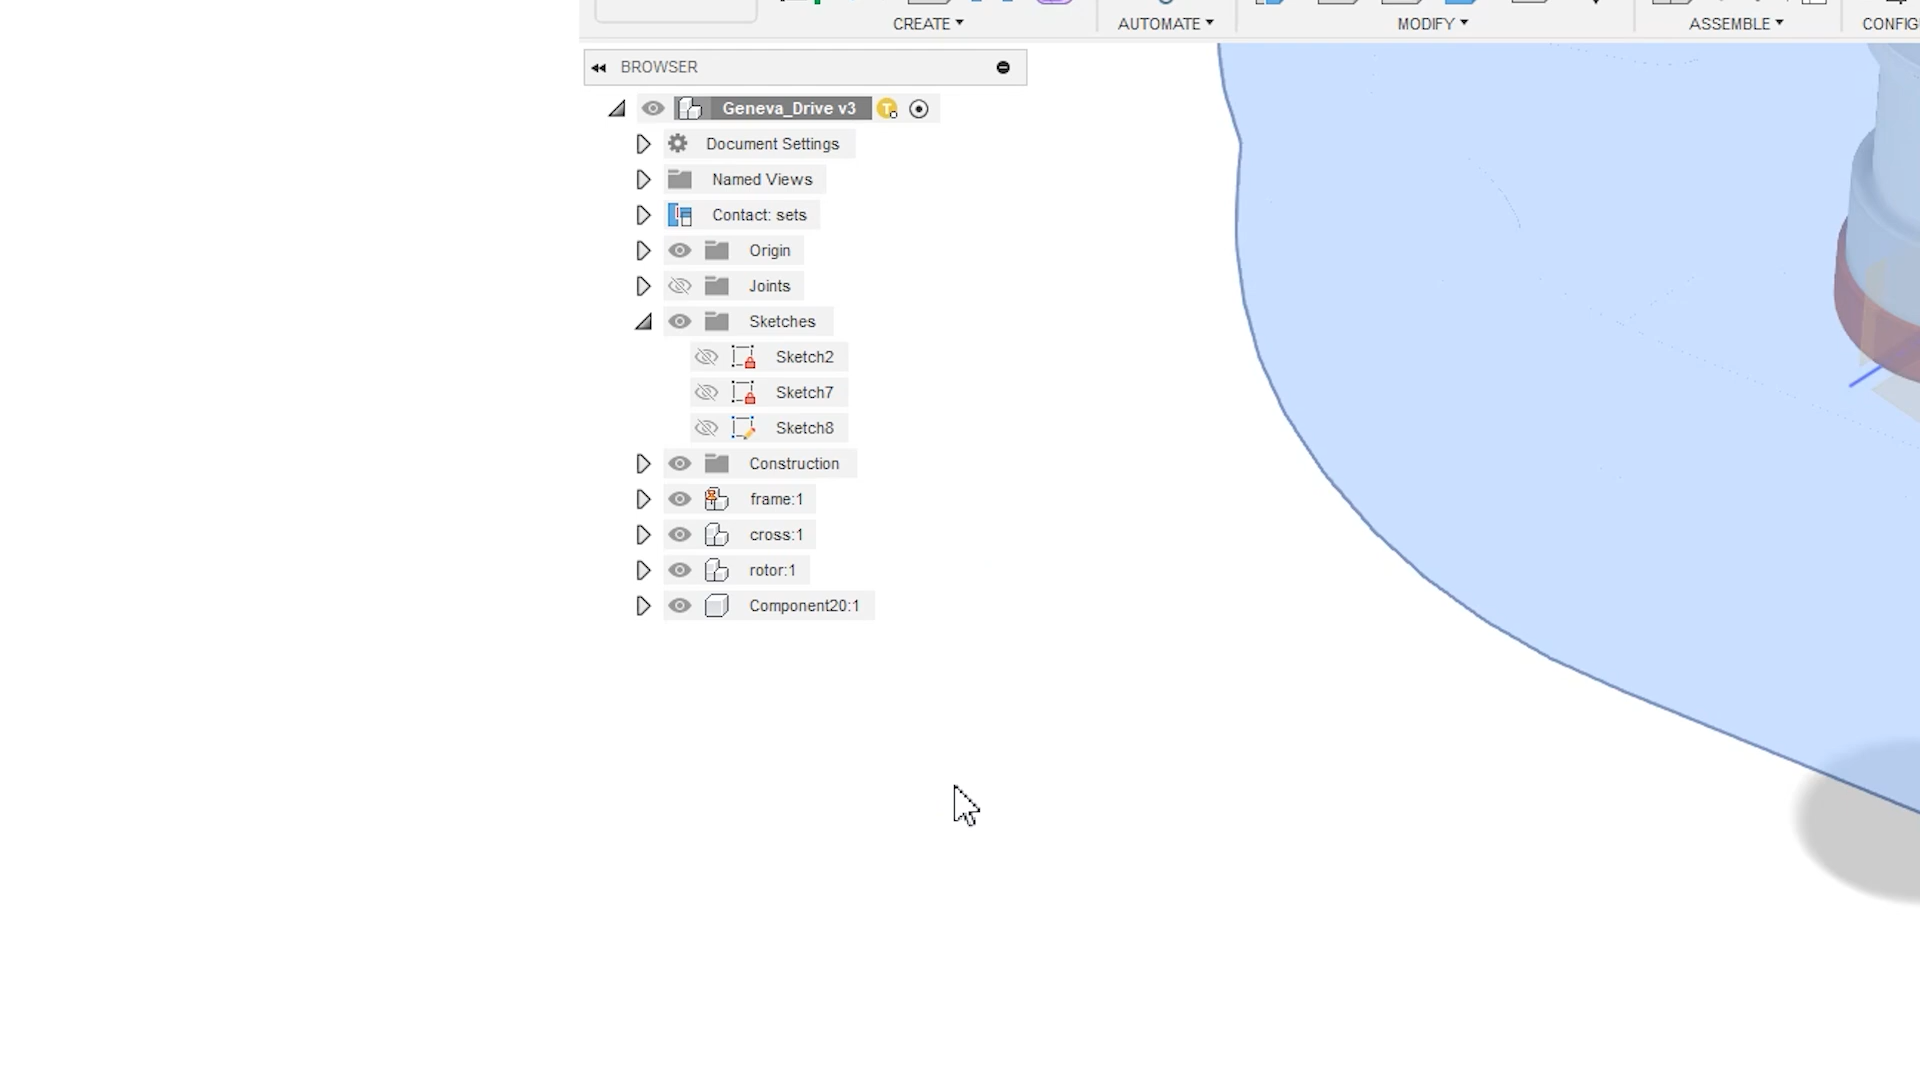 CREATE AUTOMATE MODIFY ASSEMBLE CONFIG
BROWSER
Geneva_Drive v3
Document Settings
Named Views
Contact: sets
Origin
Joints
Sketches
Sketch2
Sketch7
Sketch8
Construction
frame:1
cross:1
rotor:1
Component20:1